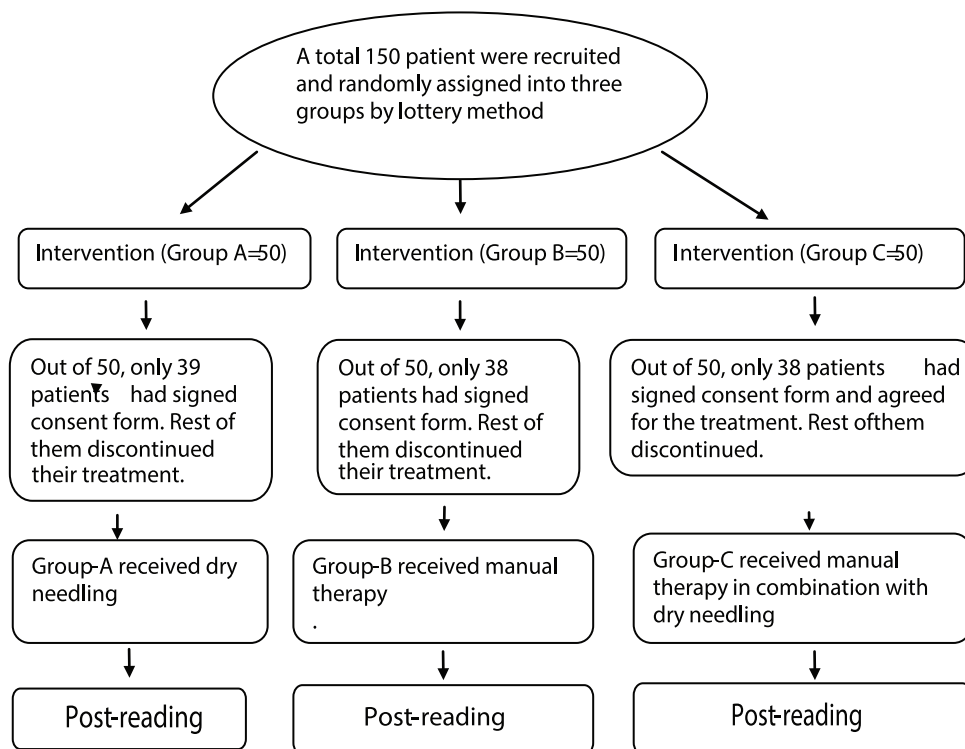 A total 150 patient were recruited
and randomly assigned into three
groups by lottery method
Intervention (Group A=50)
Intervention (Group B=50)
Intervention (Group C=50)
Out of 50, only 39
patients had signed
consent form. Rest of
them discontinued
their treatment.
Out of 50, only 38
patients had signed
consent form. Rest of
them discontinued
their treatment.
Out of 50, only 38 patients had
signed consent form and agreed
for the treatment. Rest ofthem
discontinued.
Group-A received dry
needling
Group-B received manual
therapy
.
Group-C received manual
therapy in combination with
dry needling
Post-reading
Post-reading
Post-reading